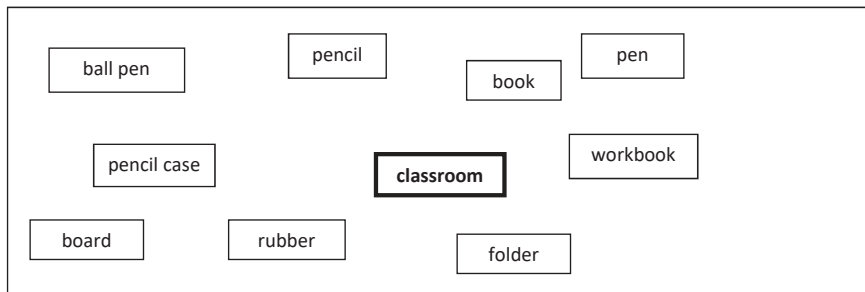 ball pen
pencil
book
pen
pencil case
classroom
workbook
board
rubber
folder